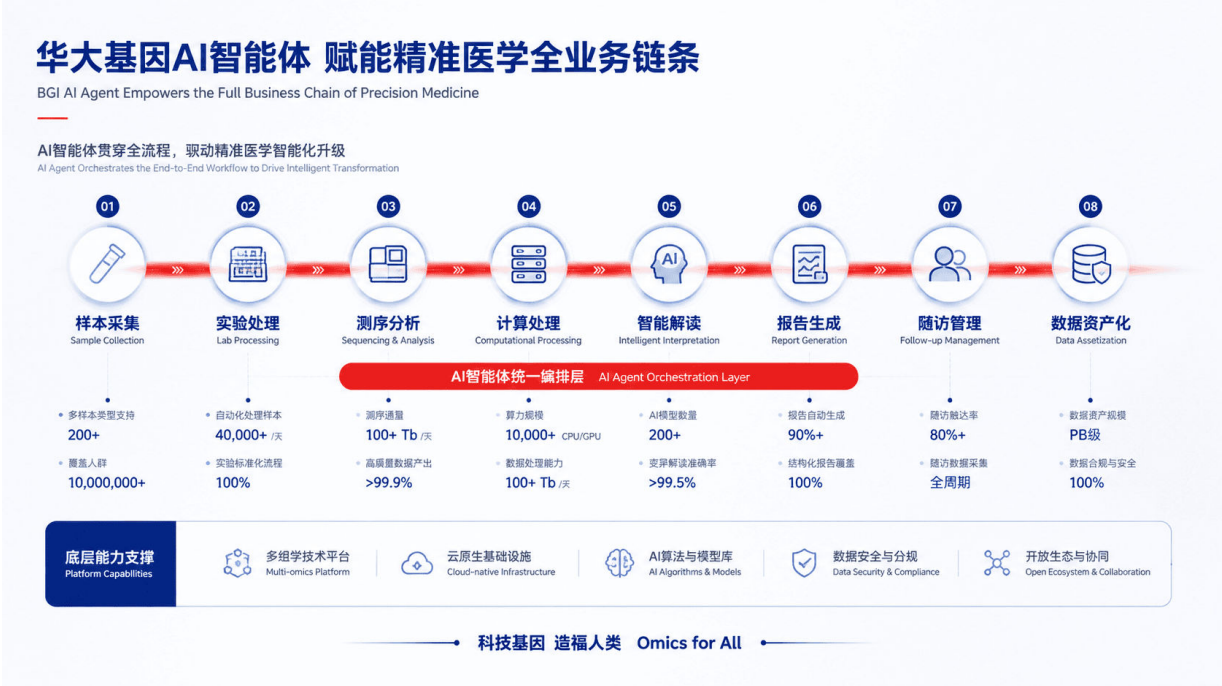 华大基因AI智能体 赋能精准医学全业务链条
BGI AI Agent Empowers the Full Business Chain of Precision Medicine
AI智能体贯穿全流程，驱动精准医学智能化升级
AI Agent Orchestrates the End-to-End Workflow to Drive Intelligent Transformation
01
样本采集
Sample Collection
02
实验处理
Lab Processing
03
测序分析
Sequencing & Analysis
04
计算处理
Computational Processing
05
AI
智能解读
Intelligent Interpretation
06
报告生成
Report Generation
07
随访管理
Follow-up Management
08
数据资产化
Data Assetization
AI智能体统一编排层 AI Agent Orchestration Layer
多样本类型支持
200+
覆盖人群
10,000,000+
自动化处理样本
40,000+ /天
实验标准化流程
100%
测序通量
100+ Tb /天
高质量数据产出
>99.9%
算力规模
10,000+ CPU/GPU
数据处理能力
100+ Tb /天
AI模型数量
200+
变异解读准确率
>99.5%
报告自动生成
90%+
结构化报告覆盖
100%
随访触达率
80%+
随访数据采集
全周期
数据资产规模
PB级
数据合规与安全
100%
底层能力支撑
Platform Capabilities
多组学技术平台
Multi-omics Platform
云原生基础设施
Cloud-native Infrastructure
AI算法与模型库
AI Algorithms & Models
数据安全与分规
Data Security & Compliance
开放生态与协同
Open Ecosystem & Collaboration
科技基因 造福人类 Omics for All